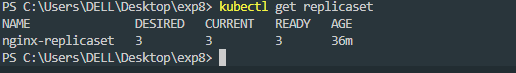 PS C:\Users\DELL\Desktop\exp8> kubectl get replicaset
NAME               DESIRED   CURRENT   READY   AGE
nginx-replicaset   3         3         3       36m
PS C:\Users\DELL\Desktop\exp8>